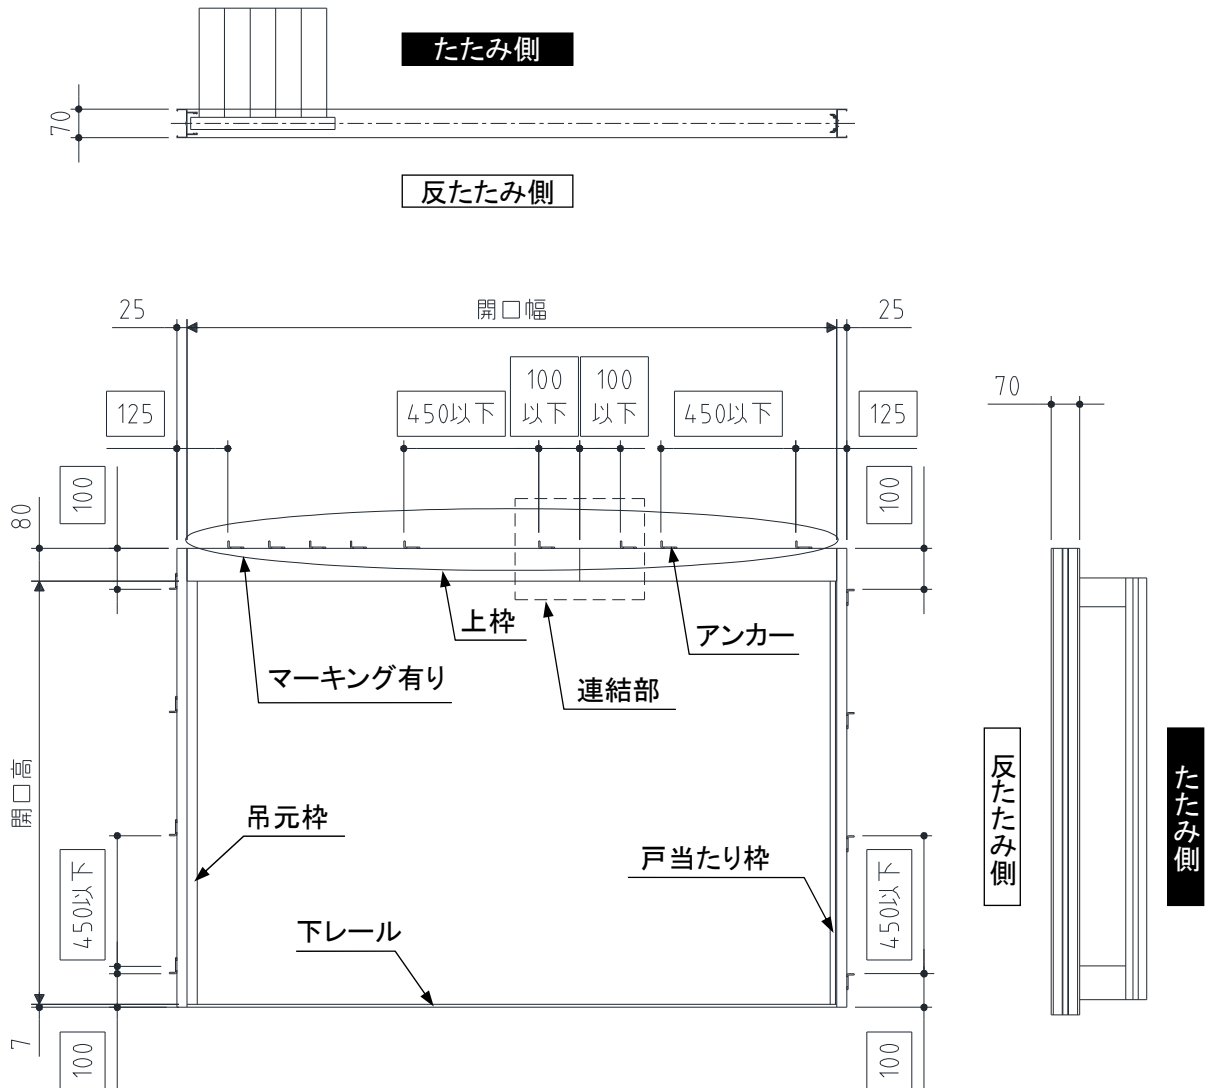 たたみ側
70
反たたみ側
25
開口幅
25
125
450以下
100
以下
100
以下
450以下
125
70
80
100
100
上枠
アンカー
マーキング有り
連結部
開口高
吊元枠
戸当たり枠
反たたみ側
たたみ側
450以下
450以下
下レール
7
100
100